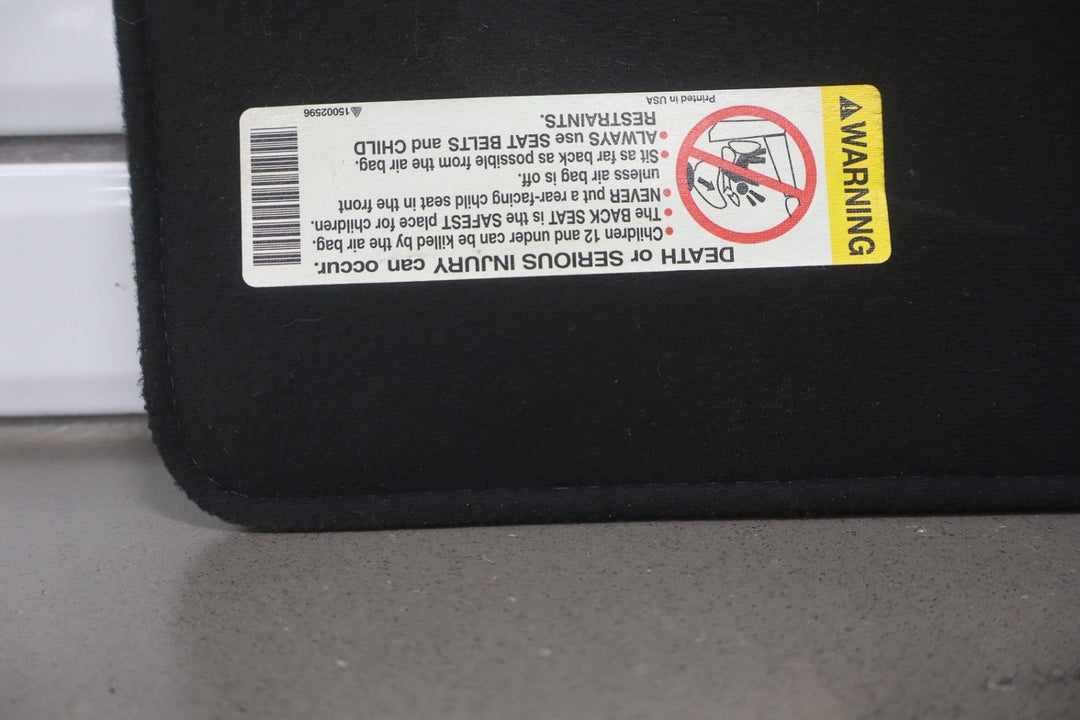 WARNING
DEATH or SERIOUS INJURY can occur.
• Children 12 and under can be killed by the air bag.
• The BACK SEAT is the SAFEST place for children.
• NEVER put a rear-facing child seat in the front
unless air bag is off.
• Sit as far back as possible from the air bag.
• ALWAYS use SEAT BELTS and CHILD
RESTRAINTS.
Printed in USA
15002596